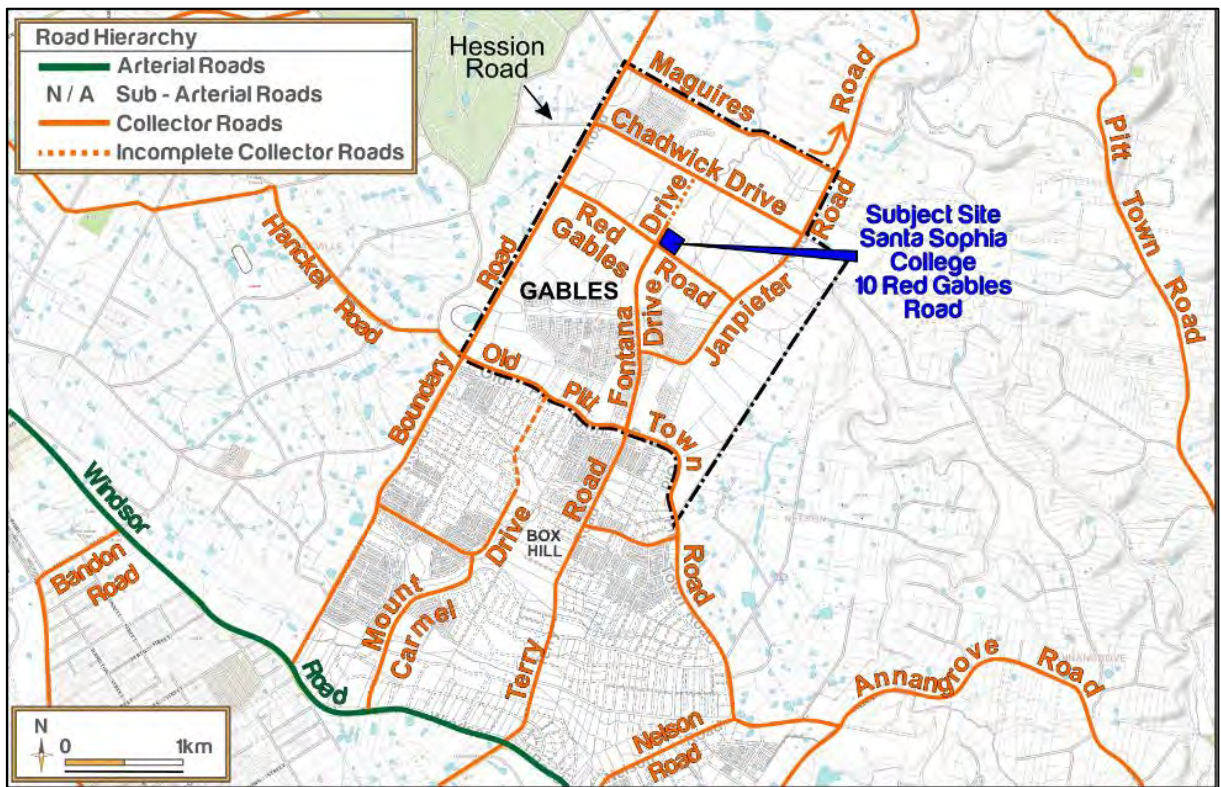 Road Hierarchy
Arterial Roads
N / A Sub - Arterial Roads
Collector Roads
Incomplete Collector Roads
Hession
Road
Maguires
Road
Chadwick Drive
Road
Drive
Red
Gables
Road
Subject Site
Santa Sophia
College
10 Red Gables
Road
Pitt
Town
Road
Hanckel
Road
Road
GABLES
Drive
Janpieter
Fontana
Boundary
Old
Pitt
Town
Windsor
Road
Bandon
Road
Drive
Road
BOX
HILL
NELSON
Road
Mount
Carmel
Terry
Annangrove
Road
Nelson
Road
N
0 1km